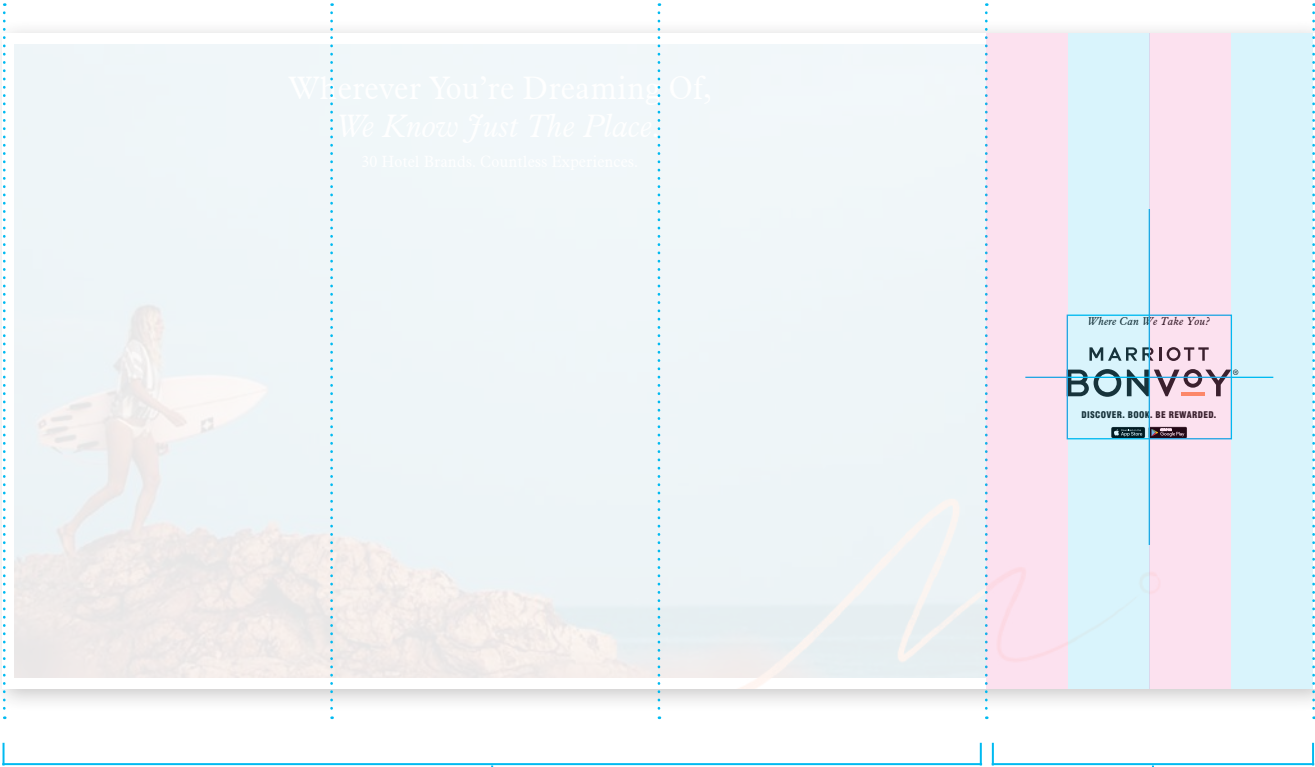 Wherever You're Dreaming Of,
We Know Just The Place.
30 Hotel Brands. Countless Experiences.
Where Can We Take You?
MARRIOTT
BONVOY®
DISCOVER. BOOK. BE REWARDED.
App Store
Google Play